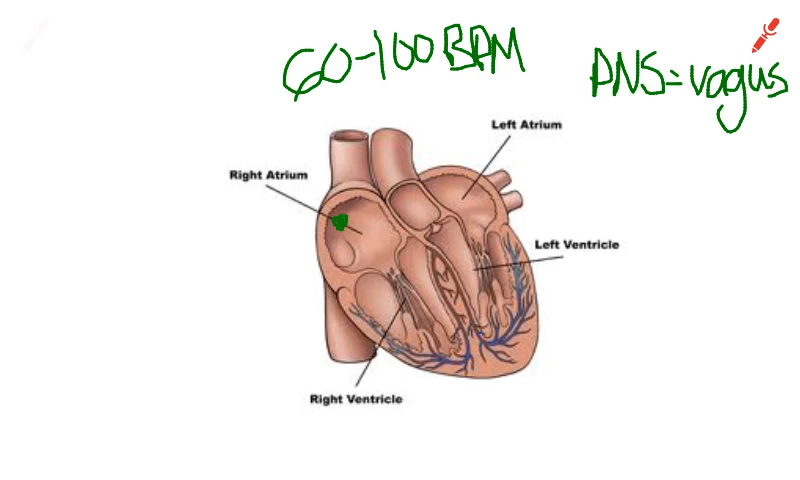 60-100 BPM
PNS=vagus
Left Atrium
Right Atrium
Left Ventricle
Right Ventricle